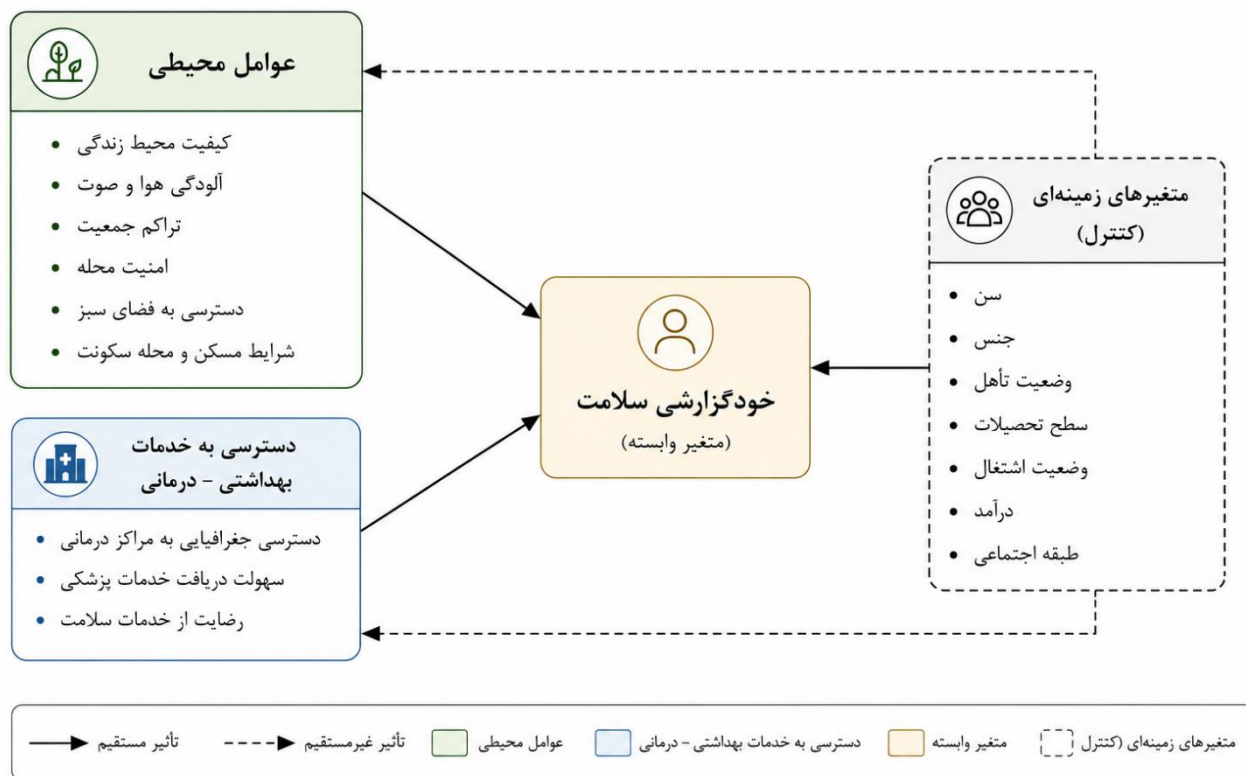 عوامل محیطی
کیفیت محیط زندگی
آلودگی هوا و صوت
تراکم جمعیت
امنیت محله
دسترسی به فضای سبز
شرایط مسکن و محله سکونت
متغیرهای زمینه‌ای
(کنترل)
سن
جنس
وضعیت تأهل
سطح تحصیلات
وضعیت اشتغال
درآمد
طبقه اجتماعی
خودگزارشی سلامت
(متغیر وابسته)
دسترسی به خدمات
بهداشتی - درمانی
دسترسی جغرافیایی به مراکز درمانی
سهولت دریافت خدمات پزشکی
رضایت از خدمات سلامت
تأثیر مستقیم
تأثیر غیرمستقیم
عوامل محیطی
دسترسی به خدمات بهداشتی - درمانی
متغیر وابسته
متغیرهای زمینه‌ای (کنترل)